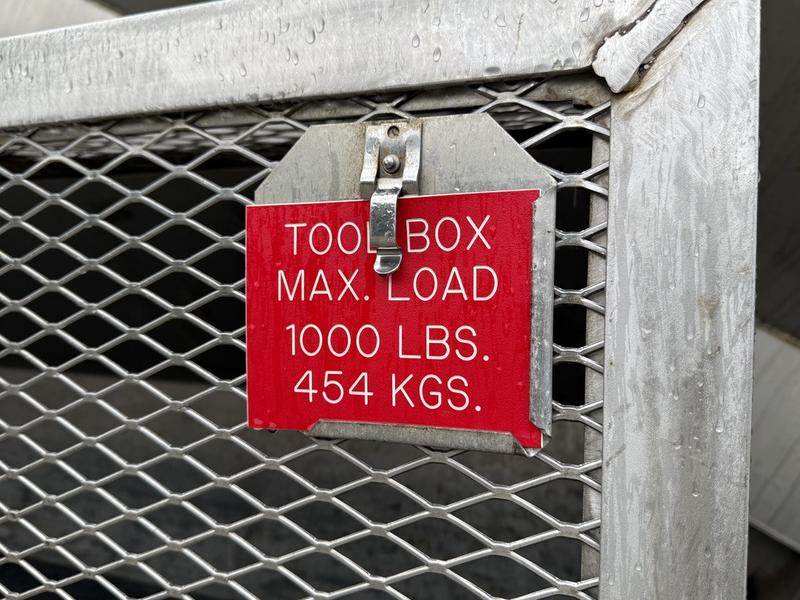 TOOL BOX
MAX. LOAD
1000 LBS.
454 KGS.